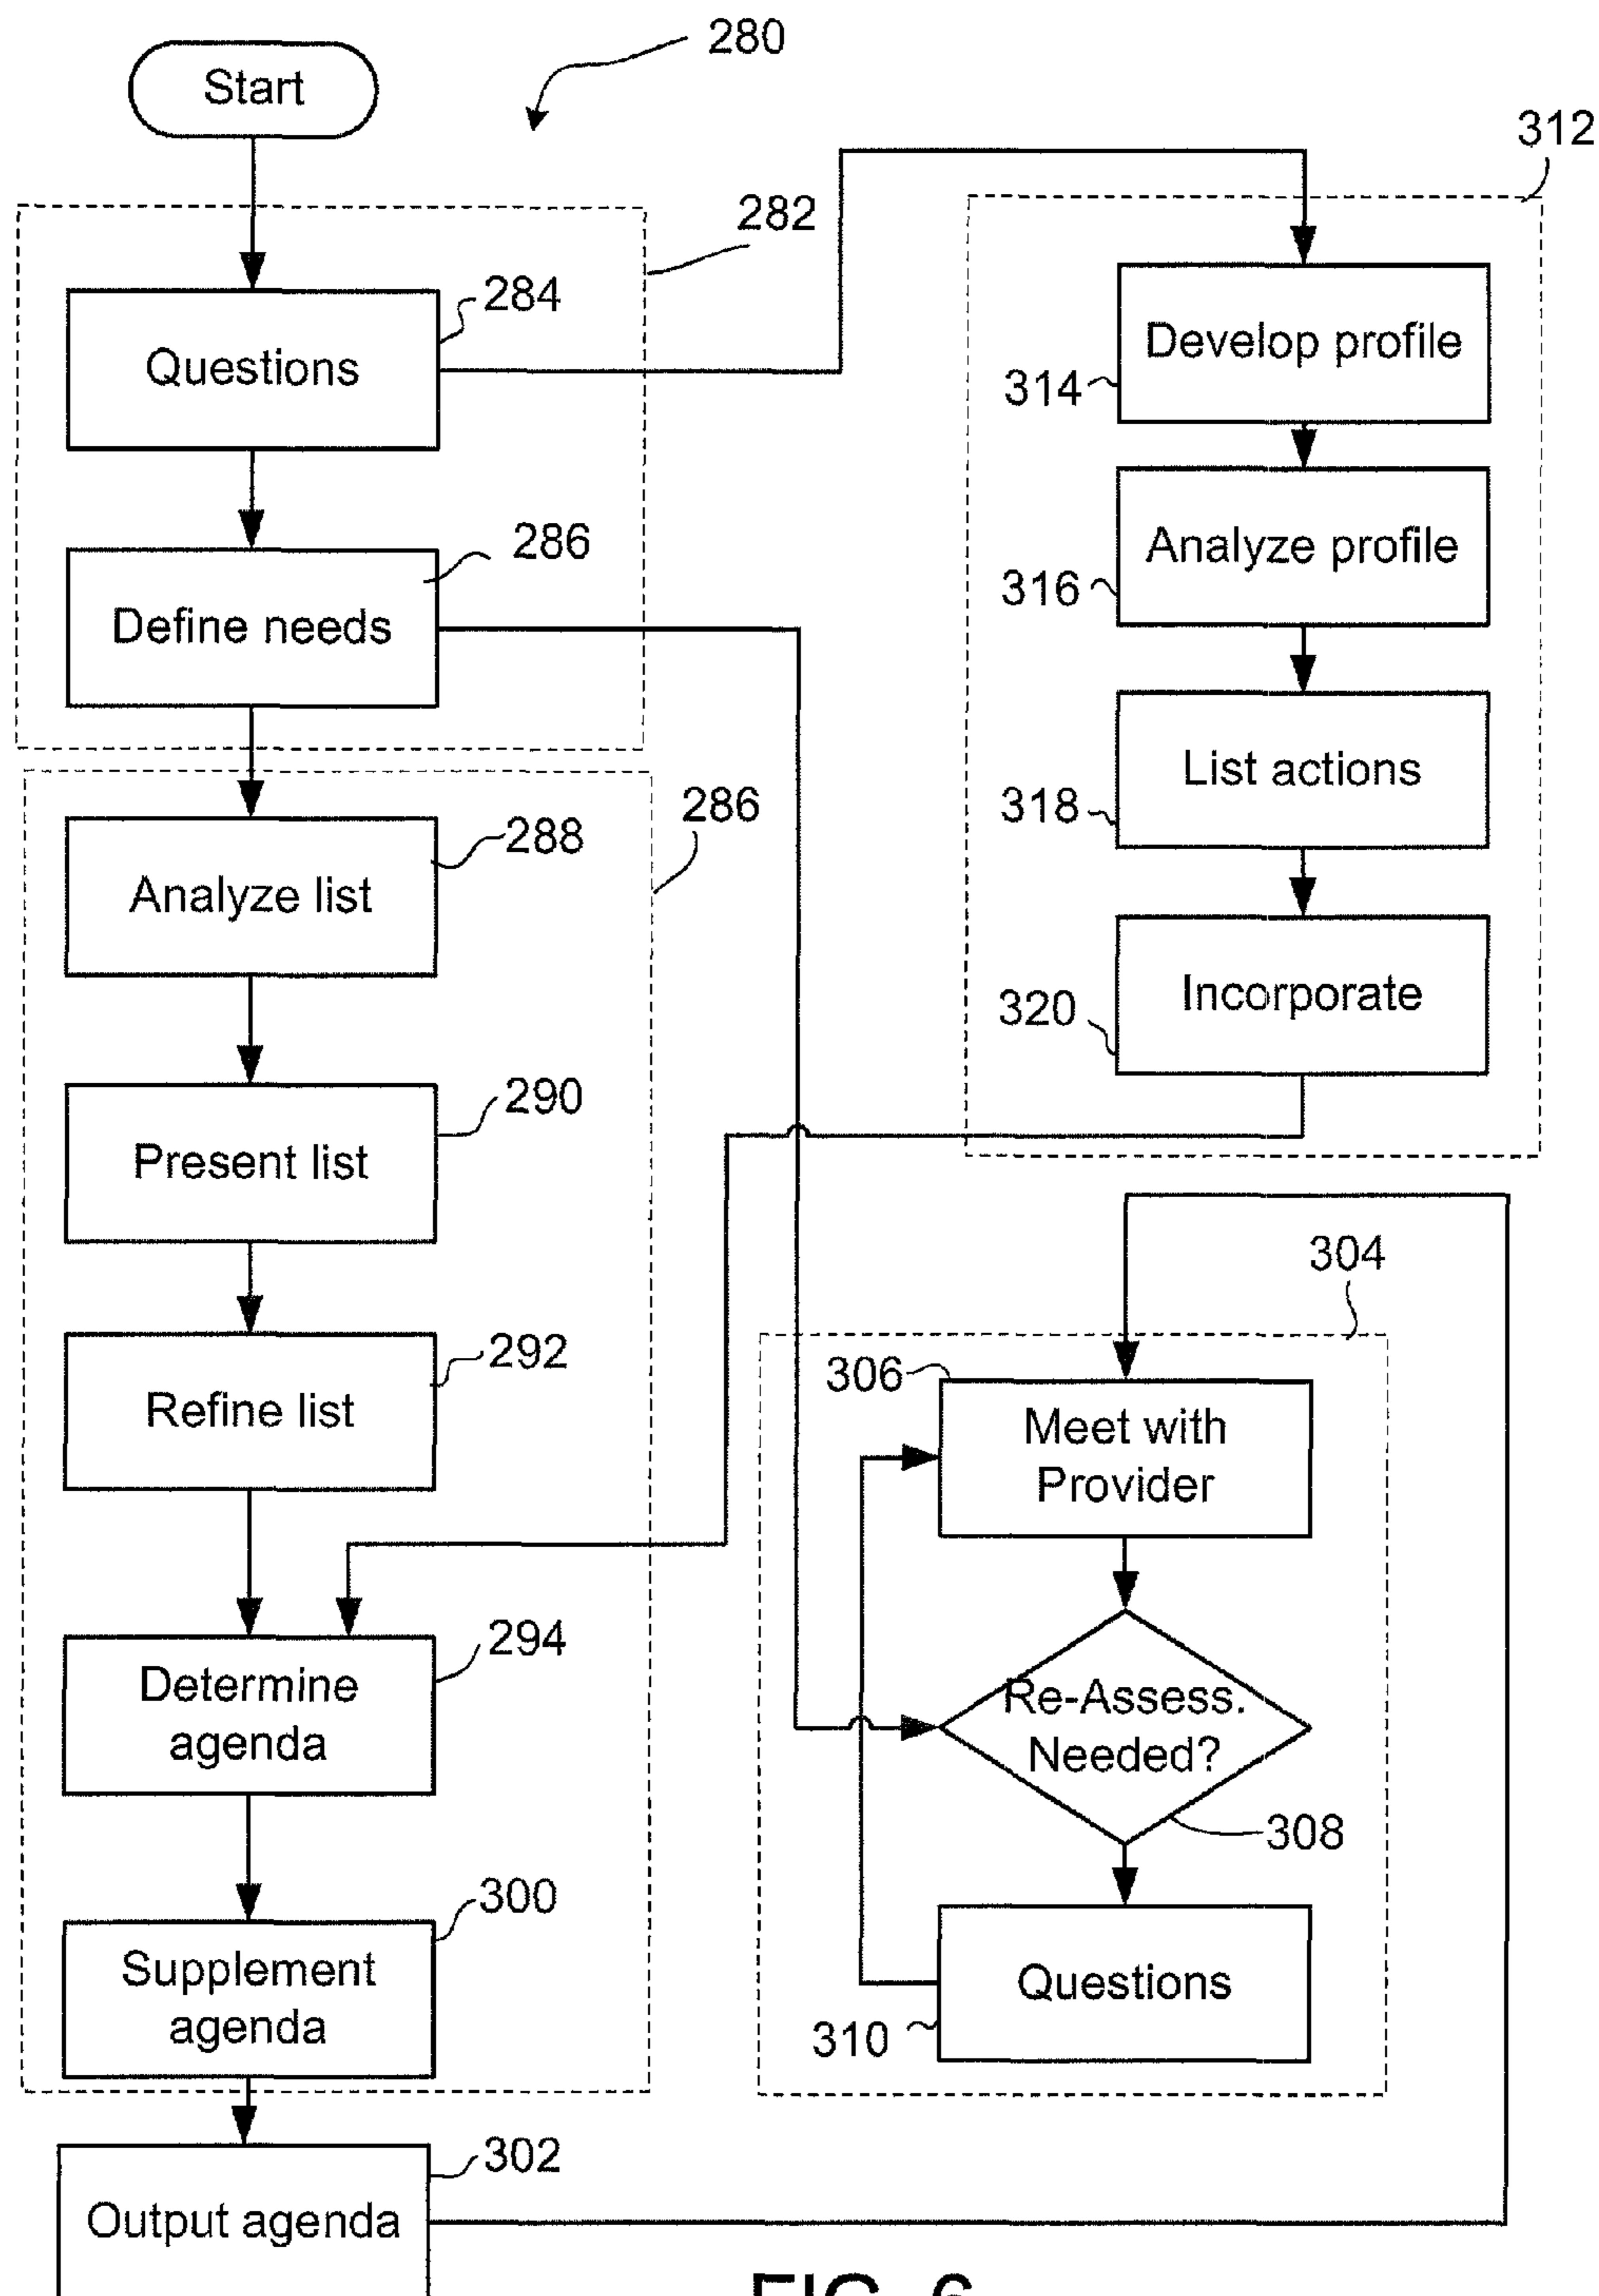 280
Start
312
282
284
Questions
Develop profile
314
286
Define needs
Analyze profile
316
List actions
318
286
288
Analyze list
Incorporate
320
290
Present list
304
292
Refine list
306
Meet with
Provider
294
Determine
agenda
Re-Assess.
Needed?
308
300
Supplement
agenda
Questions
310
302
Output agenda
FIG. 6